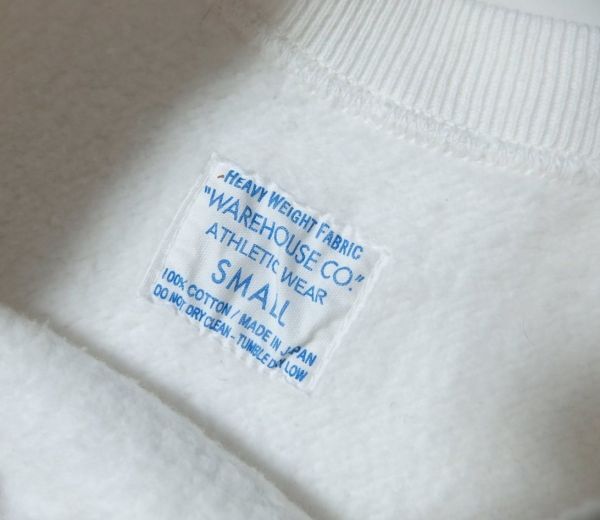 HEAVY WEIGHT FABRIC
"WAREHOUSE CO."
ATHLETIC WEAR
SMALL
100% COTTON / MADE IN JAPAN
DO NOT DRY CLEAN - TUMBLE DRY LOW